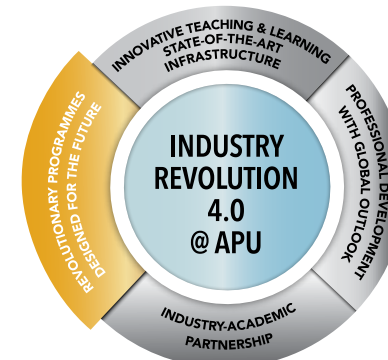 INNOVATIVE TEACHING & LEARNING
STATE-OF-THE-ART
INFRASTRUCTURE
PROFESSIONAL DEVELOPMENT
WITH GLOBAL OUTLOOK
INDUSTRY-ACADEMIC
PARTNERSHIP
REVOLUTIONARY PROGRAMMES
DESIGNED FOR THE FUTURE
INDUSTRY
REVOLUTION
4.0
@ APU